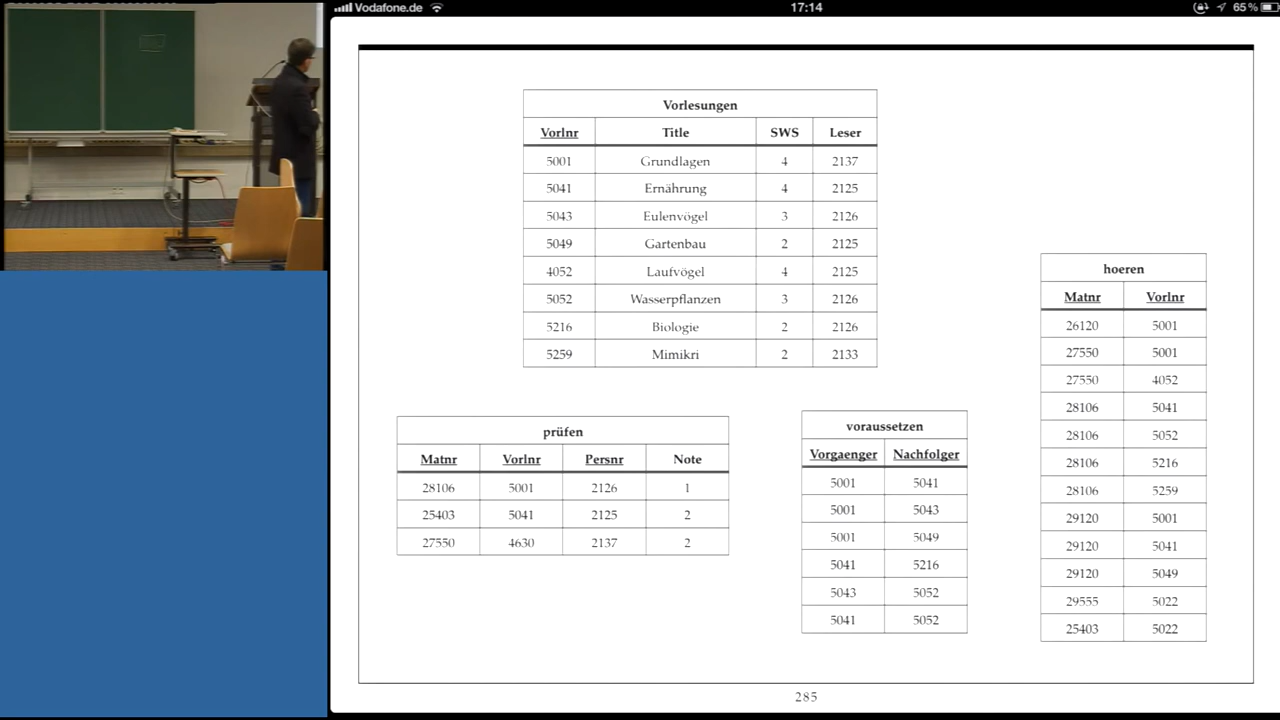 Vodafone.de 17:14 65%
Vorlesungen
Vorlnr Title SWS Leser
5001 Grundlagen 4 2137
5041 Ernährung 4 2125
5043 Eulenvögel 3 2126
5049 Gartenbau 2 2125
4052 Laufvögel 4 2125
5052 Wasserpflanzen 3 2126
5216 Biologie 2 2126
5259 Mimikri 2 2133
prüfen
Matnr Vorlnr Persnr Note
28106 5001 2126 1
25403 5041 2125 2
27550 4630 2137 2
voraussetzen
Vorgaenger Nachfolger
5001 5041
5001 5043
5001 5049
5041 5216
5043 5052
5041 5052
hoeren
Matnr Vorlnr
26120 5001
27550 5001
27550 4052
28106 5041
28106 5052
28106 5216
28106 5259
29120 5001
29120 5041
29120 5049
29555 5022
25403 5022
285